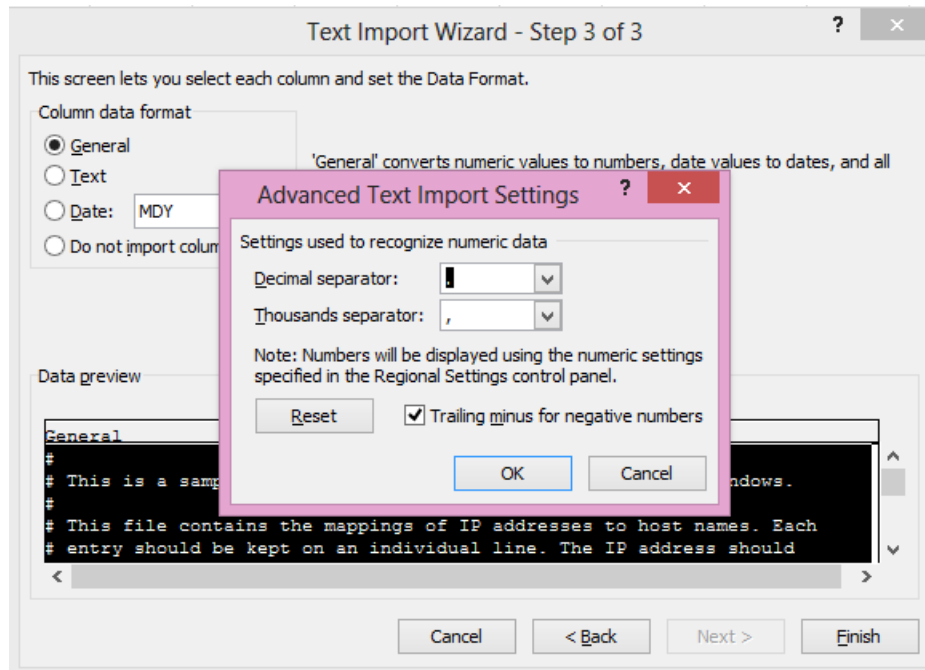 Text Import Wizard - Step 3 of 3
?
×
This screen lets you select each column and set the Data Format.
Column data format
General
Text
Date: MDY
Do not import colum
'General' converts numeric values to numbers, date values to dates, and all
Advanced Text Import Settings
?
×
Settings used to recognize numeric data
Decimal separator: .
Thousands separator: ,
Note: Numbers will be displayed using the numeric settings
specified in the Regional Settings control panel.
Reset
Trailing minus for negative numbers
OK
Cancel
Data preview
General
#
# This is a samp ndows.
#
# This file contains the mappings of IP addresses to host names. Each
# entry should be kept on an individual line. The IP address should
Cancel
< Back
Next >
Finish